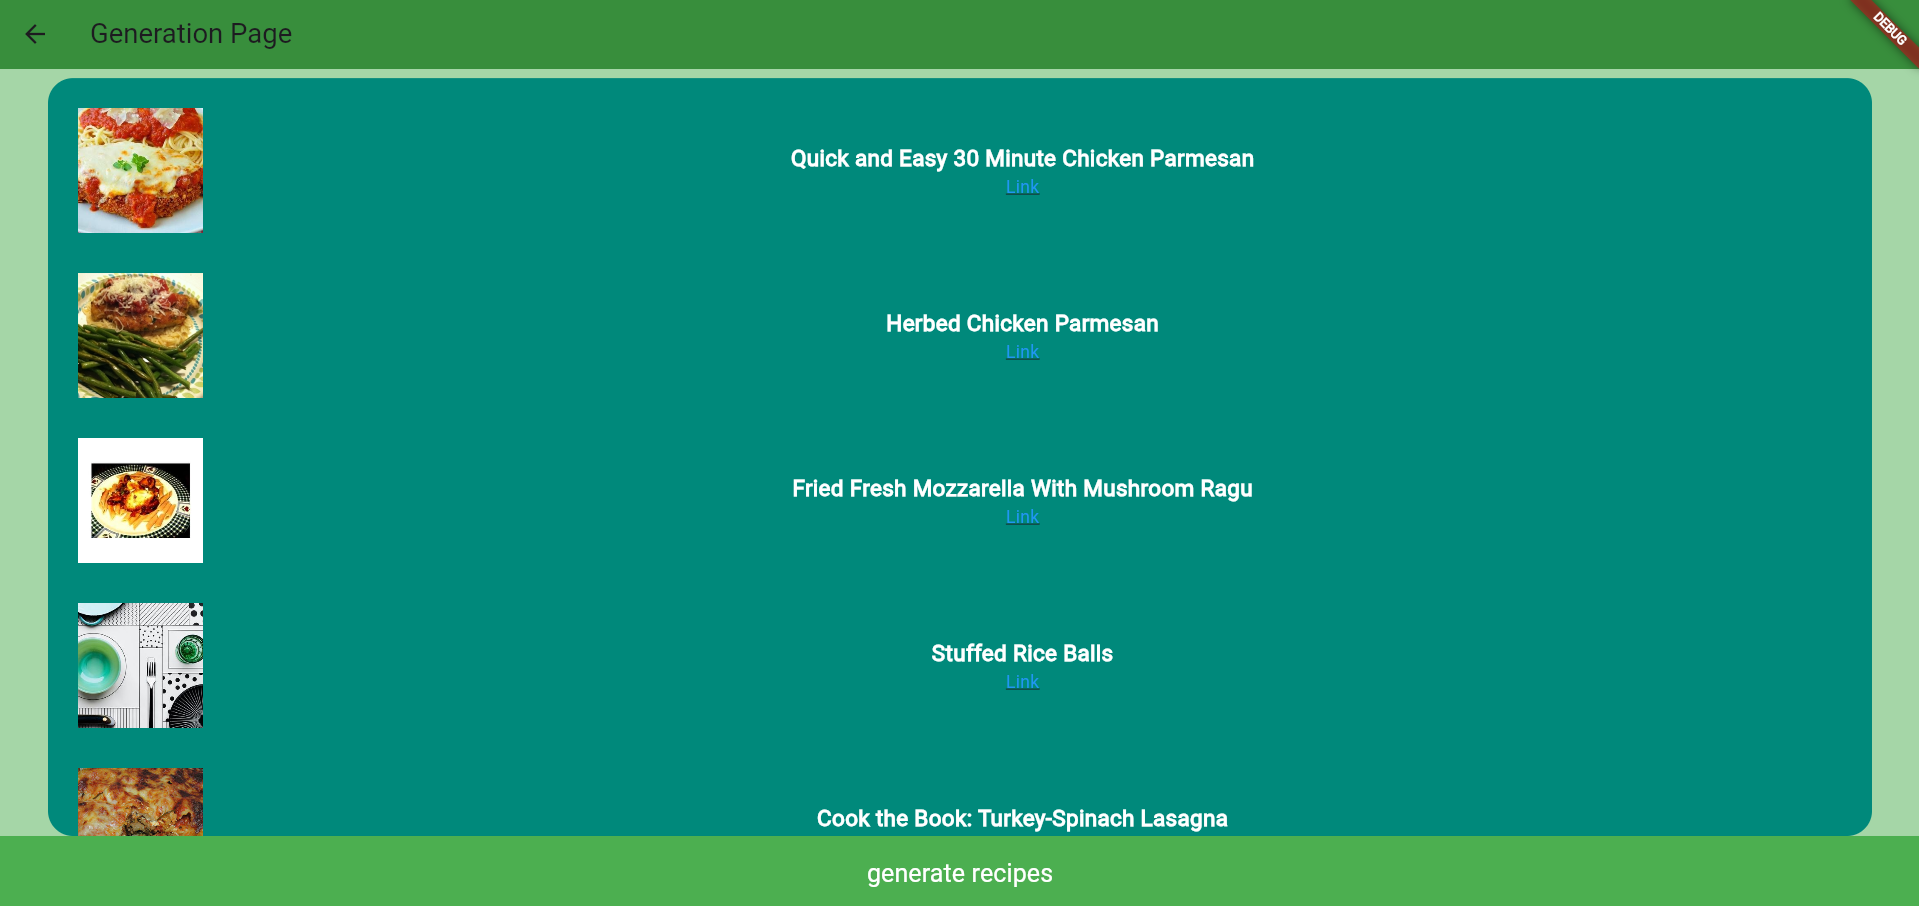 Generation Page
DEBUG
Quick and Easy 30 Minute Chicken Parmesan
Link
Herbed Chicken Parmesan
Link
Fried Fresh Mozzarella With Mushroom Ragu
Link
Stuffed Rice Balls
Link
Cook the Book: Turkey-Spinach Lasagna
generate recipes